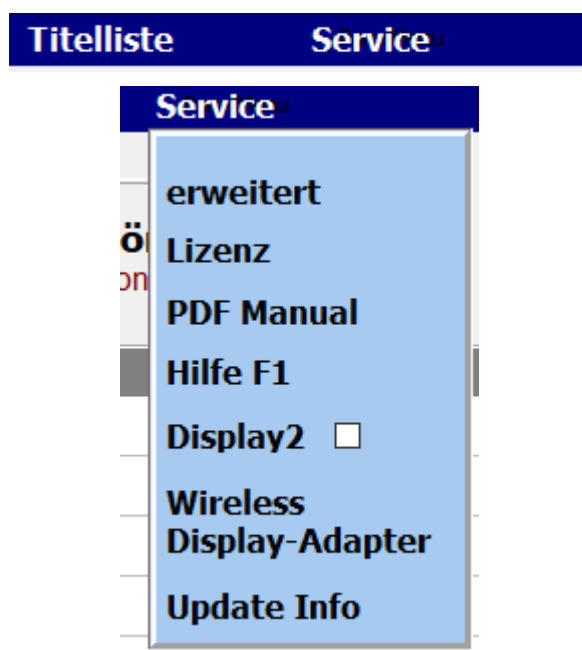 Titelliste Service
Service
erweitert
Lizenz
PDF Manual
Hilfe F1
Display2
Wireless
Display-Adapter
Update Info